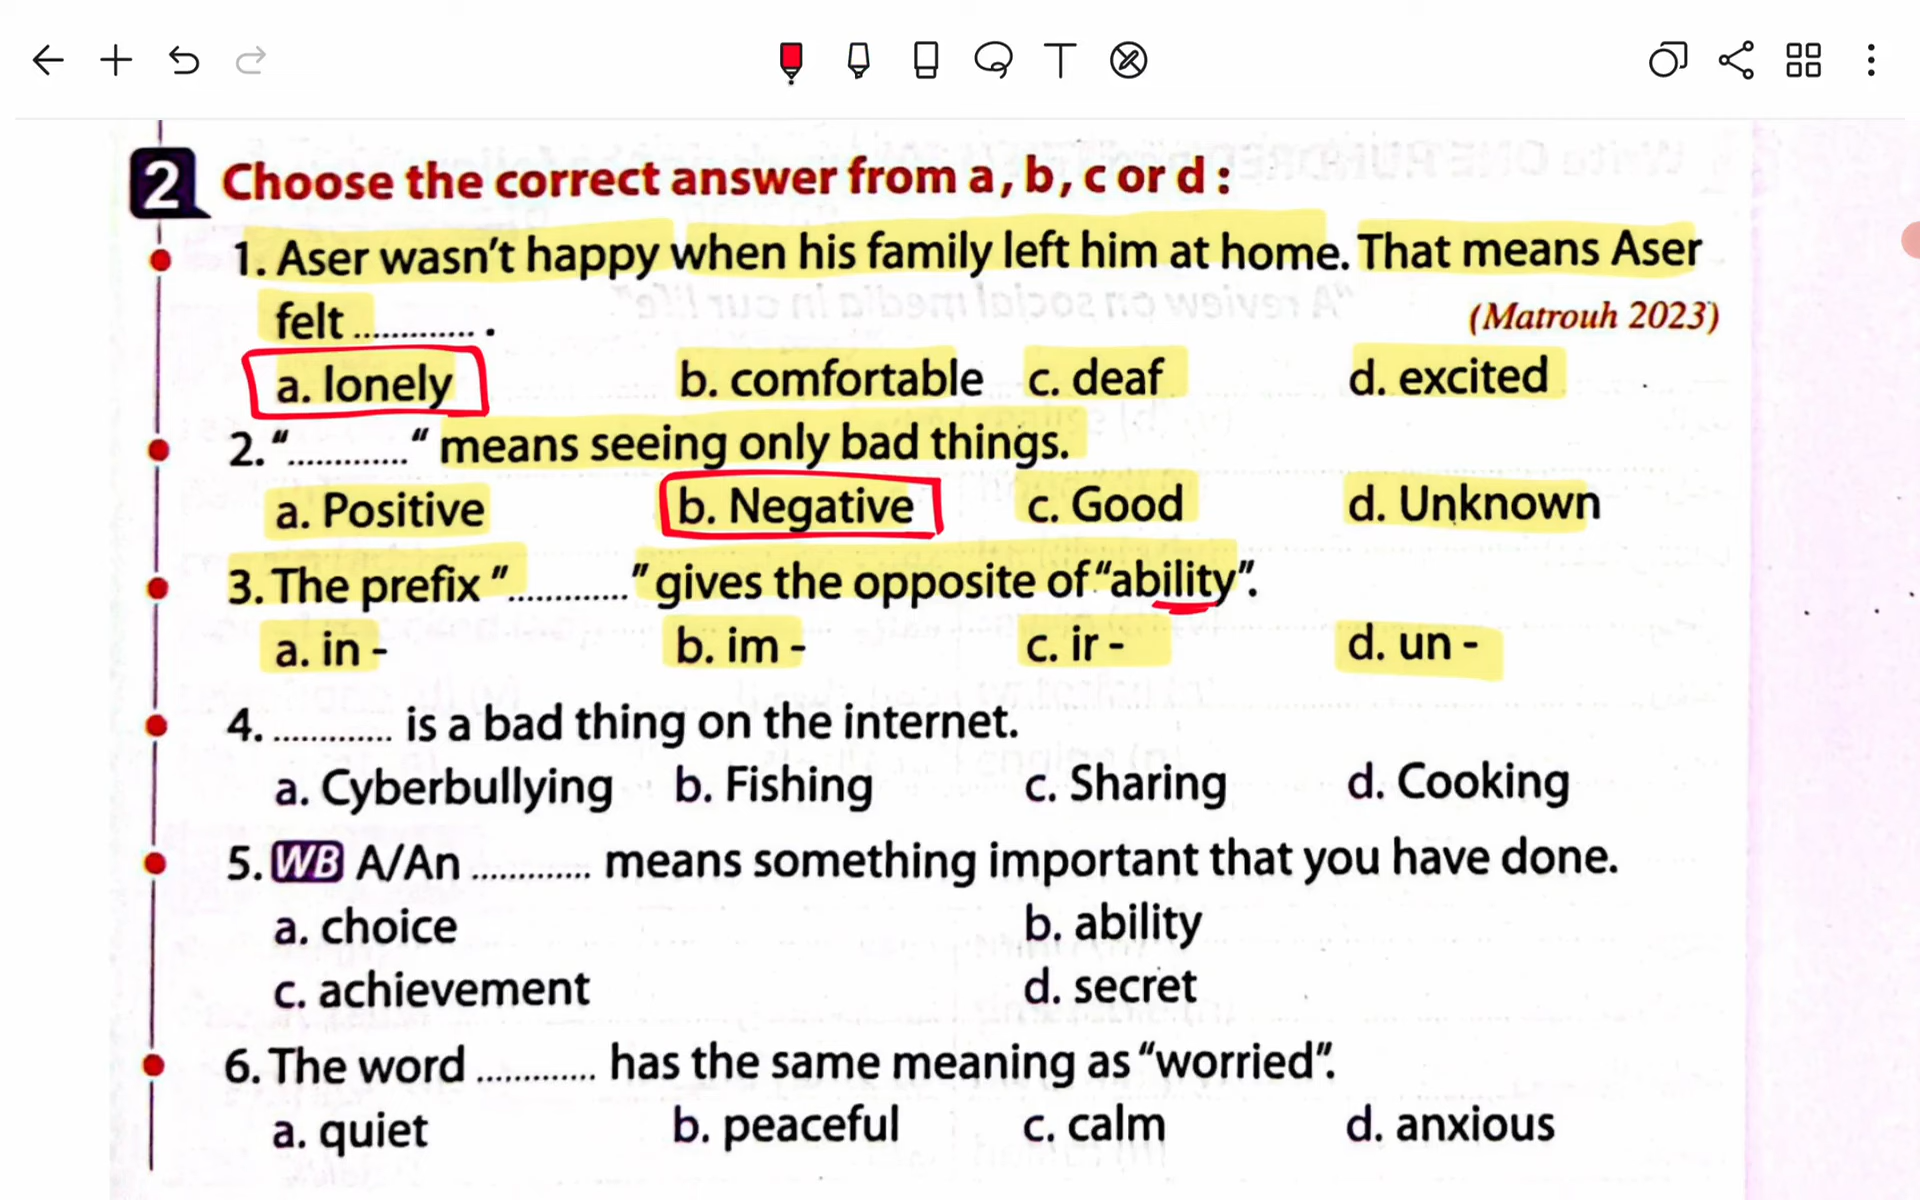 2 Choose the correct answer from a, b, c or d :
1. Aser wasn't happy when his family left him at home. That means Aser
felt ............. .
(Matrouh 2023)
a. lonely b. comfortable c. deaf d. excited
2. "............." means seeing only bad things.
a. Positive b. Negative c. Good d. Unknown
3. The prefix "............." gives the opposite of "ability".
a. in - b. im - c. ir - d. un -
4. ............. is a bad thing on the internet.
a. Cyberbullying b. Fishing c. Sharing d. Cooking
5. WB A/An ............. means something important that you have done.
a. choice b. ability
c. achievement d. secret
6. The word ............. has the same meaning as "worried".
a. quiet b. peaceful c. calm d. anxious